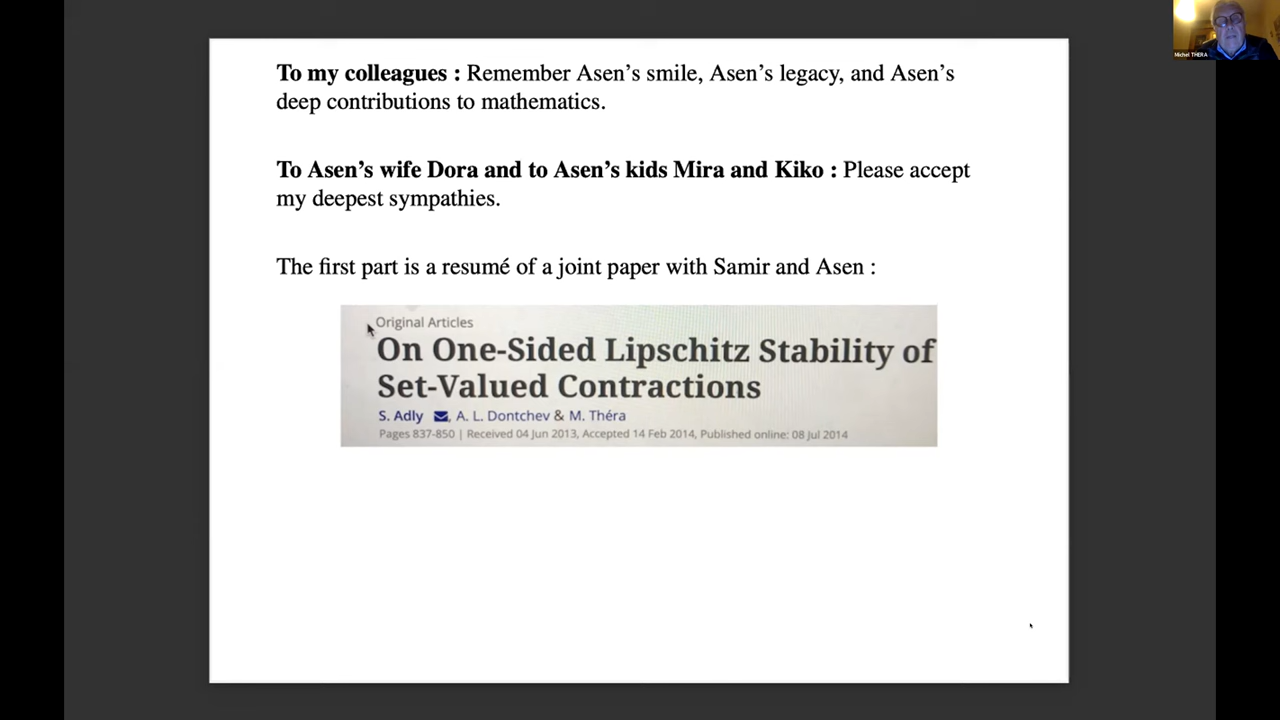 Michel THERA
To my colleagues : Remember Asen's smile, Asen's legacy, and Asen's
deep contributions to mathematics.
To Asen's wife Dora and to Asen's kids Mira and Kiko : Please accept
my deepest sympathies.
The first part is a resumé of a joint paper with Samir and Asen :
Original Articles
On One-Sided Lipschitz Stability of
Set-Valued Contractions
S. Adly , A. L. Dontchev & M. Théra
Pages 837-850 | Received 04 Jun 2013, Accepted 14 Feb 2014, Published online: 08 Jul 2014